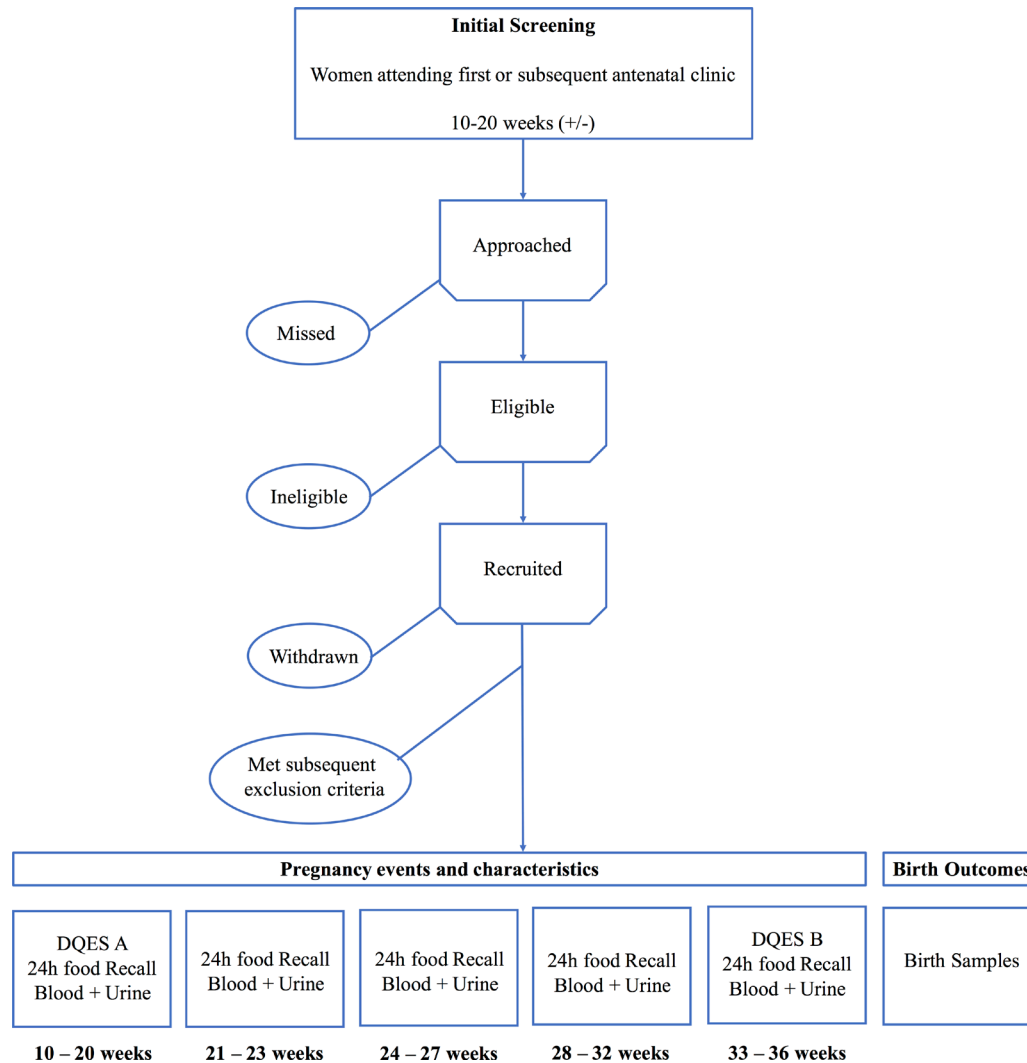 Initial Screening
Women attending first or subsequent antenatal clinic
10-20 weeks (+/-)
Approached
Missed
Eligible
Ineligible
Recruited
Withdrawn
Met subsequent
exclusion criteria
Pregnancy events and characteristics
Birth Outcomes
DQES A
24h food Recall
Blood + Urine
24h food Recall
Blood + Urine
24h food Recall
Blood + Urine
24h food Recall
Blood + Urine
DQES B
24h food Recall
Blood + Urine
Birth Samples
10 – 20 weeks
21 – 23 weeks
24 – 27 weeks
28 – 32 weeks
33 – 36 weeks